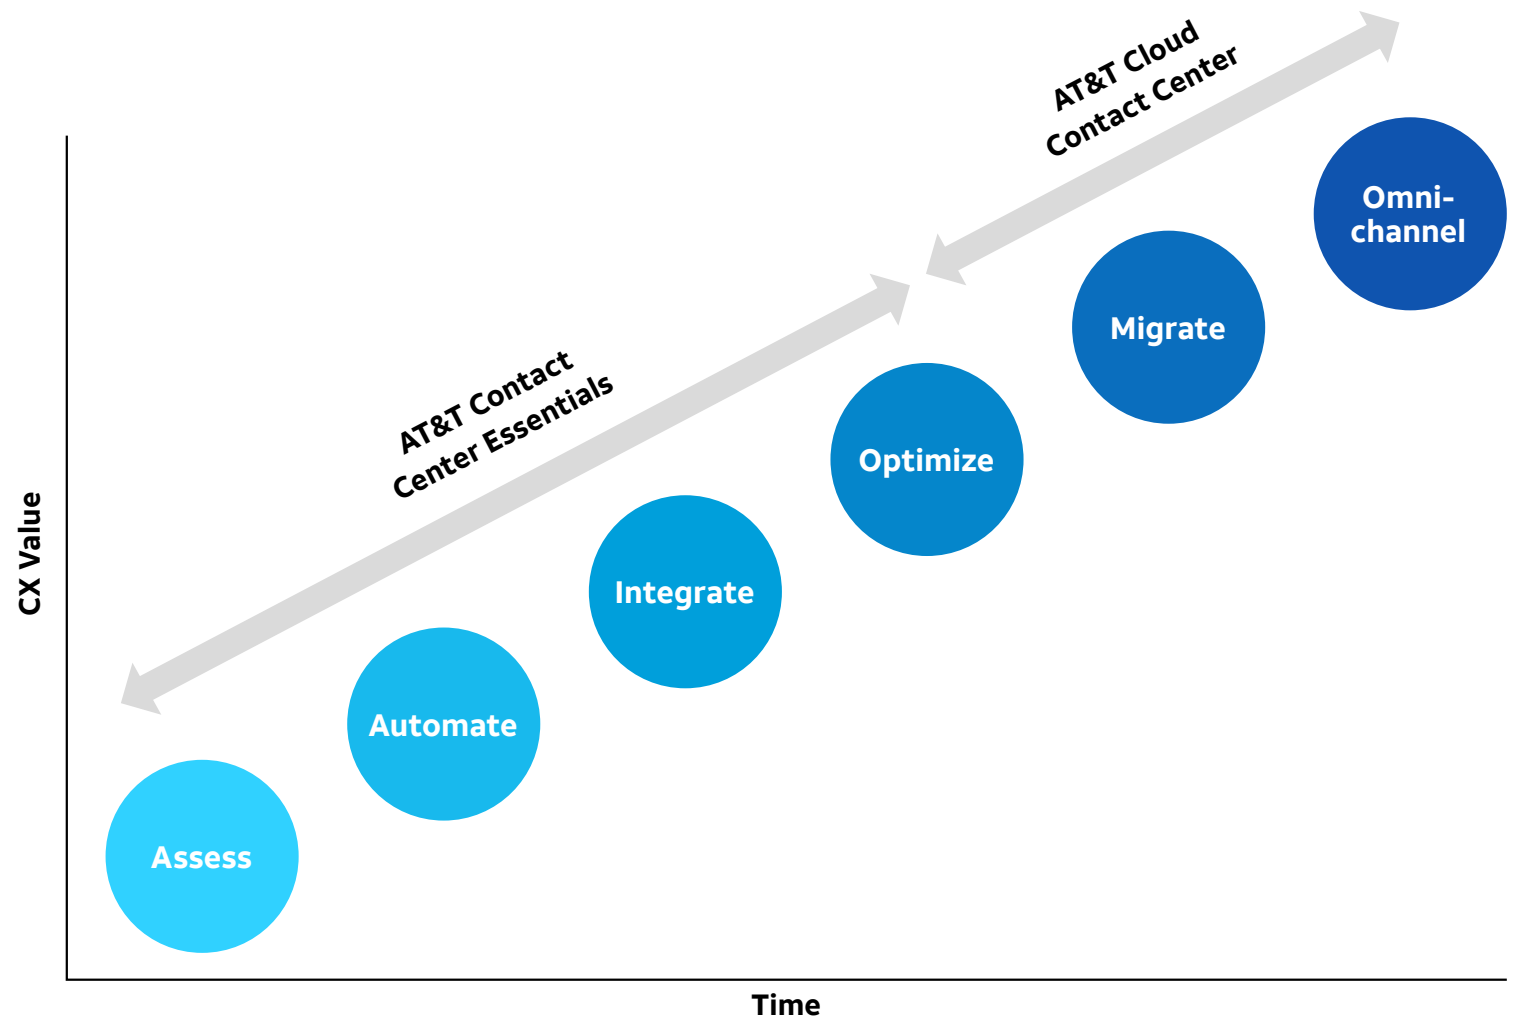 AT&T Cloud
Contact Center
Omni-
channel
Migrate
AT&T Contact
Center Essentials
Optimize
Integrate
Automate
Assess
CX Value
Time